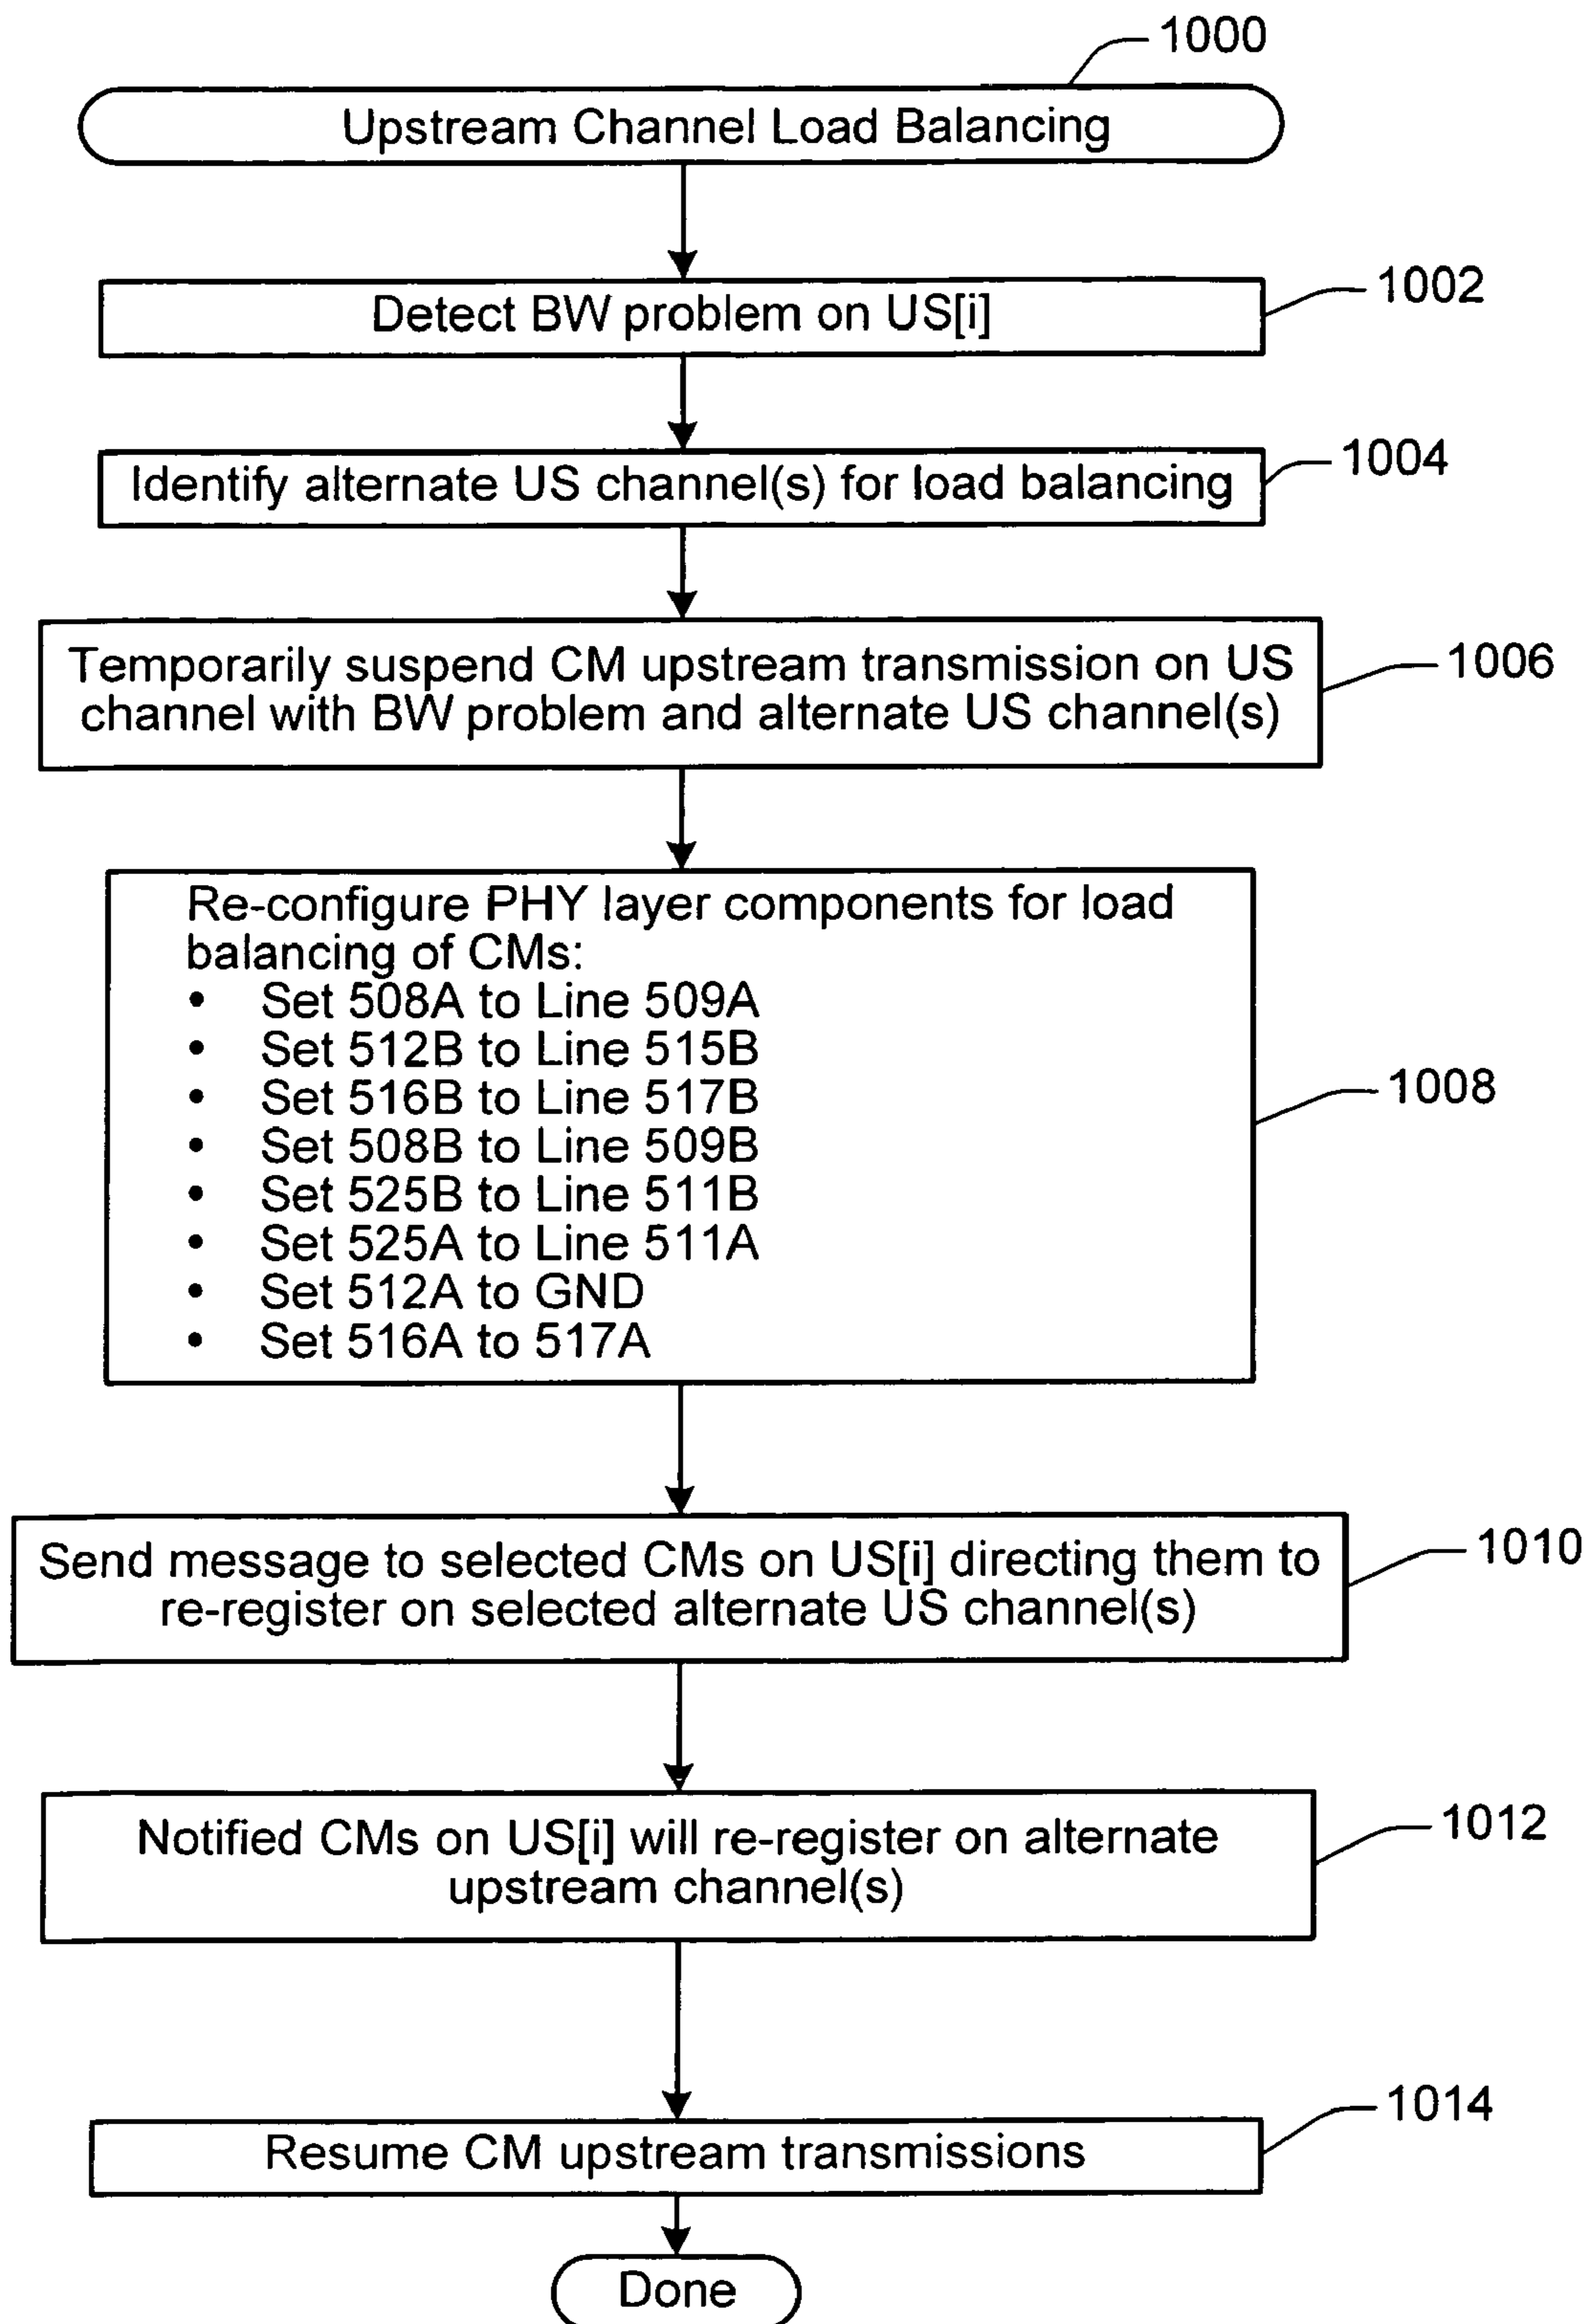 1000
Upstream Channel Load Balancing
1002
Detect BW problem on US[i]
1004
Identify alternate US channel(s) for load balancing
1006
Temporarily suspend CM upstream transmission on US
channel with BW problem and alternate US channel(s)
Re-configure PHY layer components for load
balancing of CMs:
• Set 508A to Line 509A
• Set 512B to Line 515B
• Set 516B to Line 517B
1008
• Set 508B to Line 509B
• Set 525B to Line 511B
• Set 525A to Line 511A
• Set 512A to GND
• Set 516A to 517A
1010
Send message to selected CMs on US[i] directing them to
re-register on selected alternate US channel(s)
1012
Notified CMs on US[i] will re-register on alternate
upstream channel(s)
1014
Resume CM upstream transmissions
Done